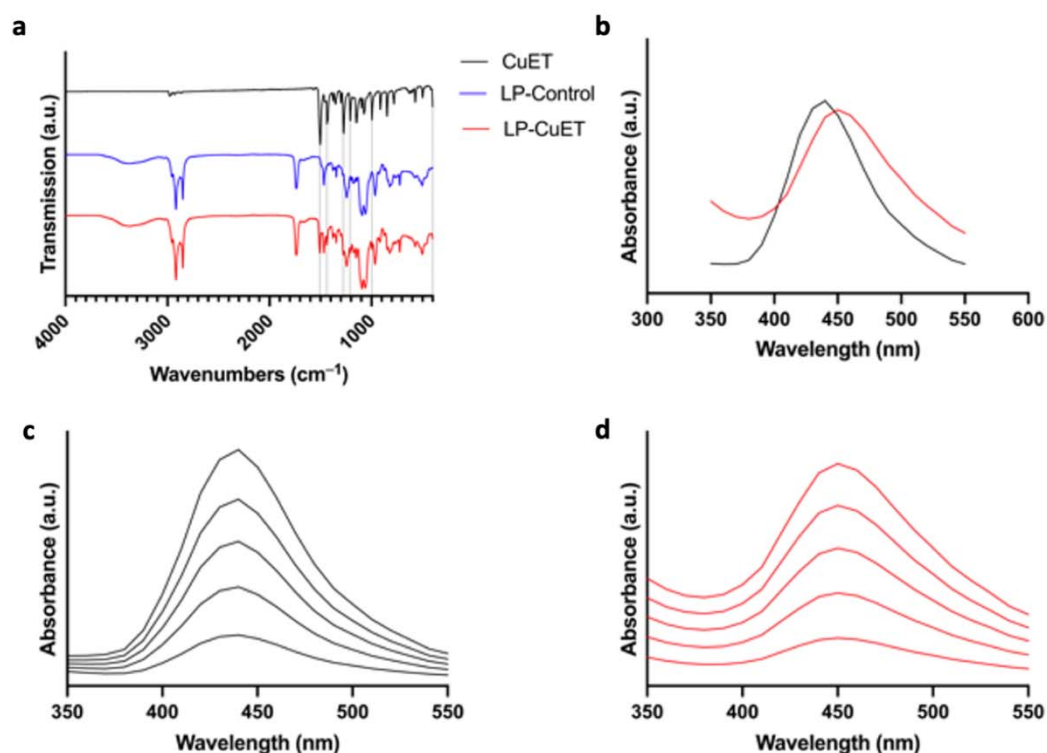 a
Transmission (a.u.)
4000
3000
2000
1000
Wavenumbers (cm⁻¹)
CuET
LP-Control
LP-CuET
b
Absorbance (a.u.)
300 350 400 450 500 550 600
Wavelength (nm)
c
Absorbance (a.u.)
350 400 450 500 550
Wavelength (nm)
d
Absorbance (a.u.)
350 400 450 500 550
Wavelength (nm)